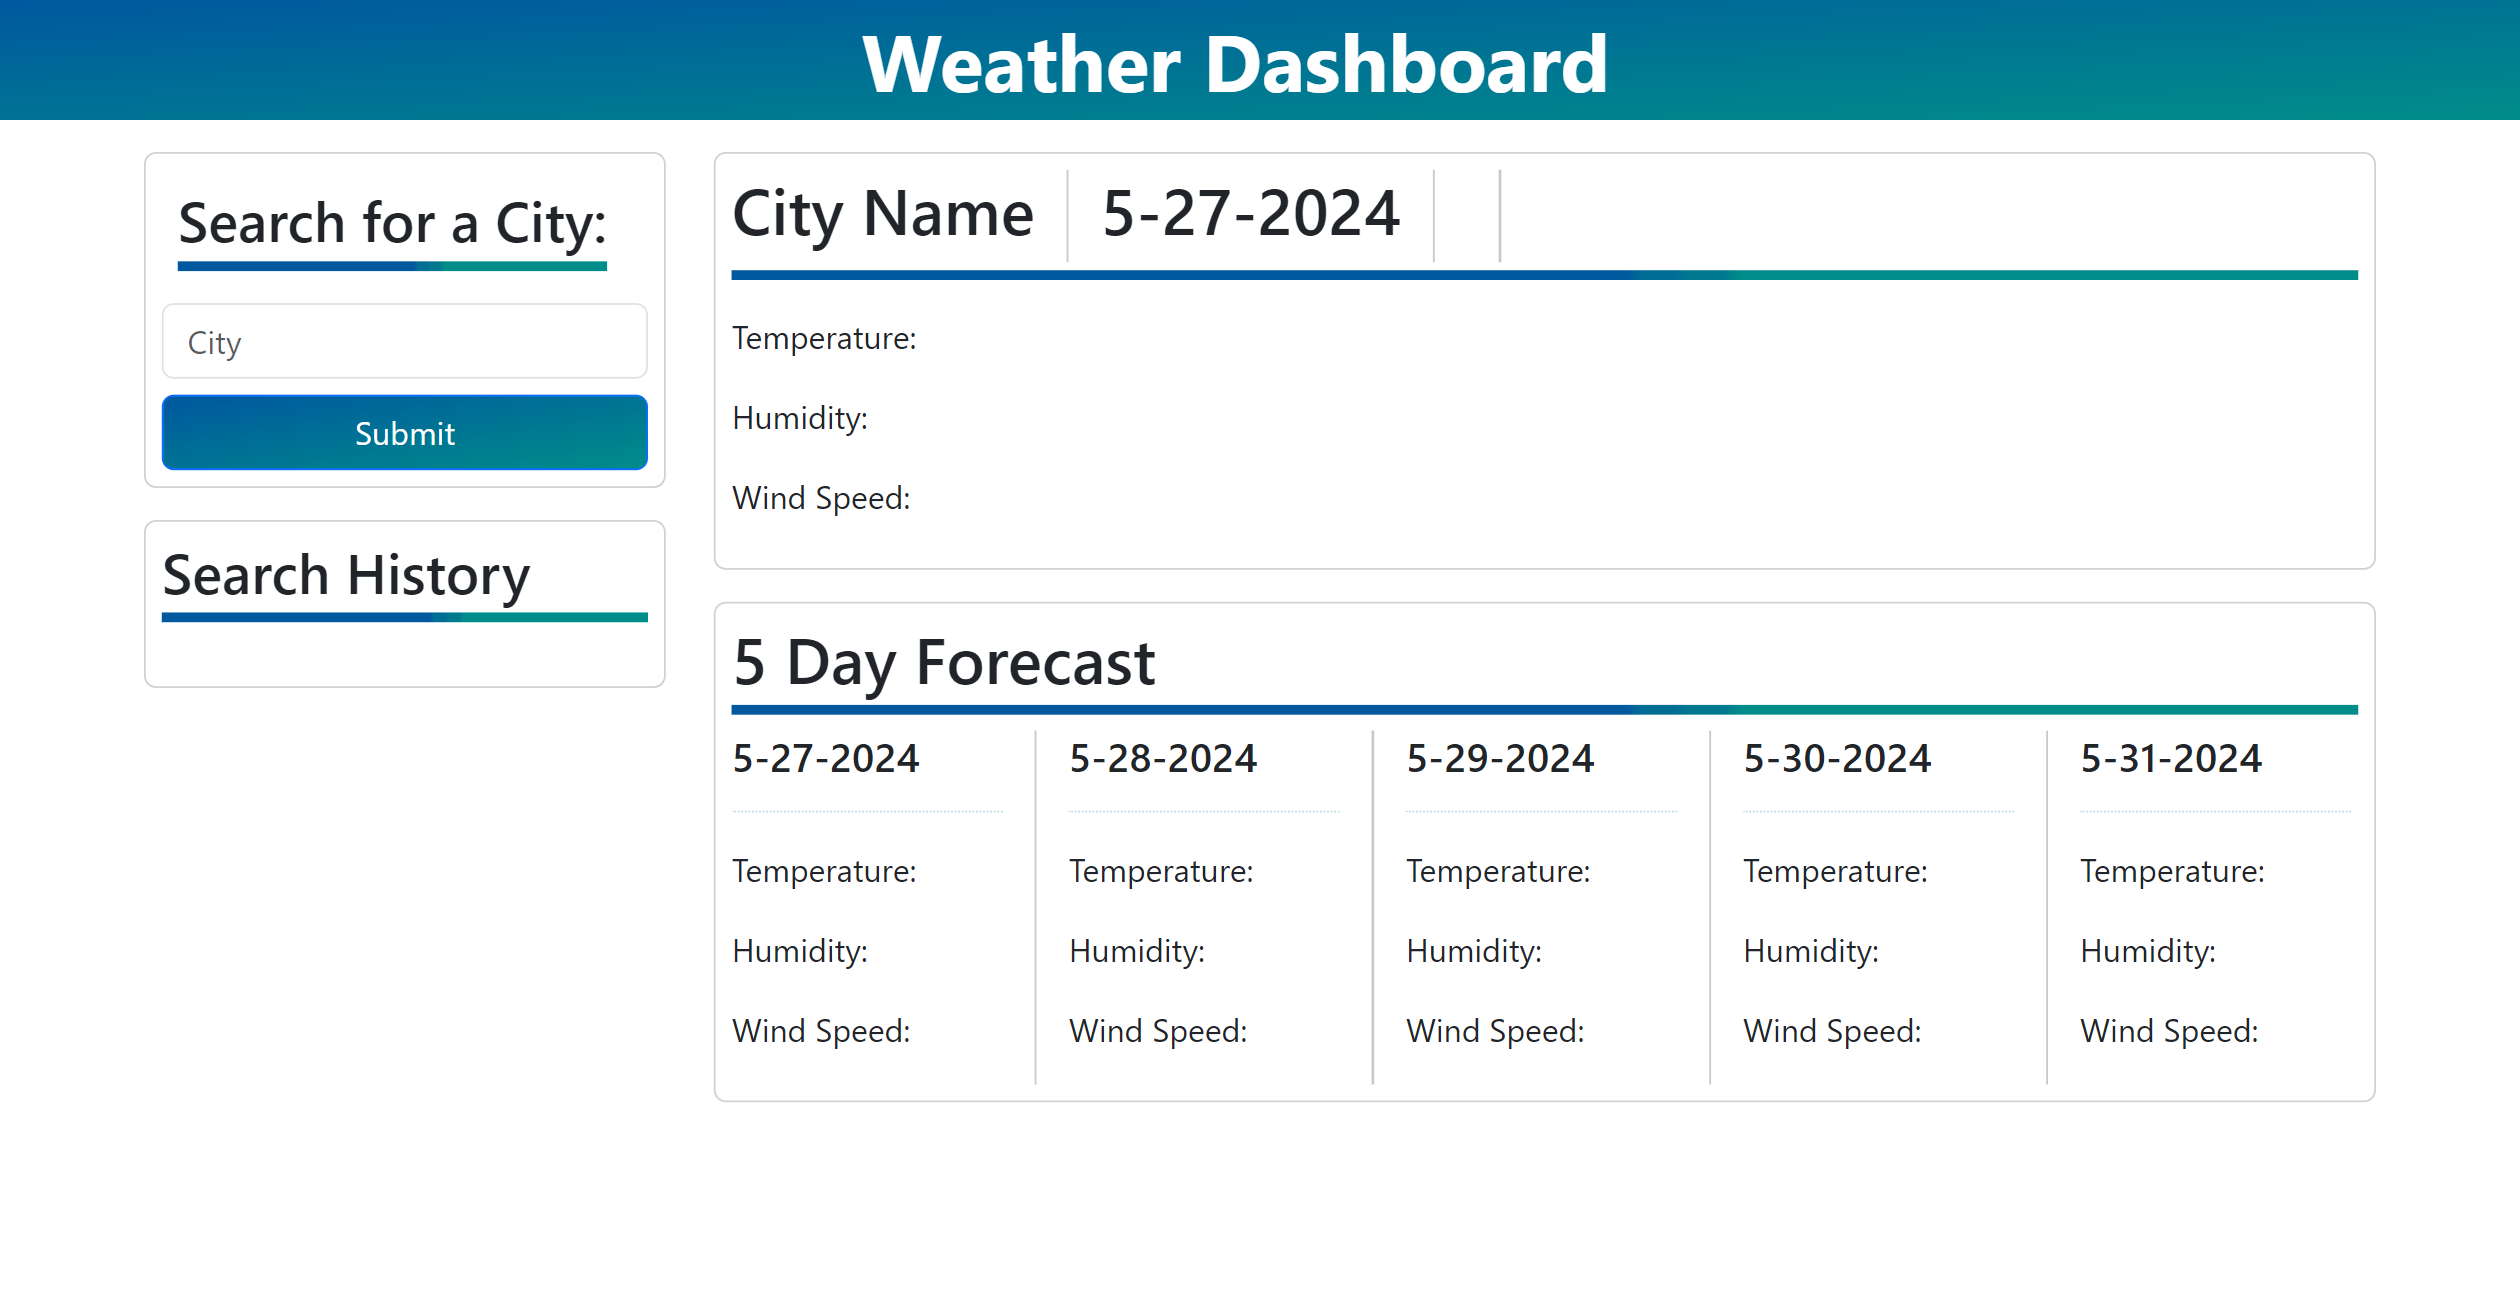 Weather Dashboard
Search for a City:
City
Submit
Search History
City Name 5-27-2024
Temperature:
Humidity:
Wind Speed:
5 Day Forecast
5-27-2024 5-28-2024 5-29-2024 5-30-2024 5-31-2024
Temperature: Temperature: Temperature: Temperature: Temperature:
Humidity: Humidity: Humidity: Humidity: Humidity:
Wind Speed: Wind Speed: Wind Speed: Wind Speed: Wind Speed: